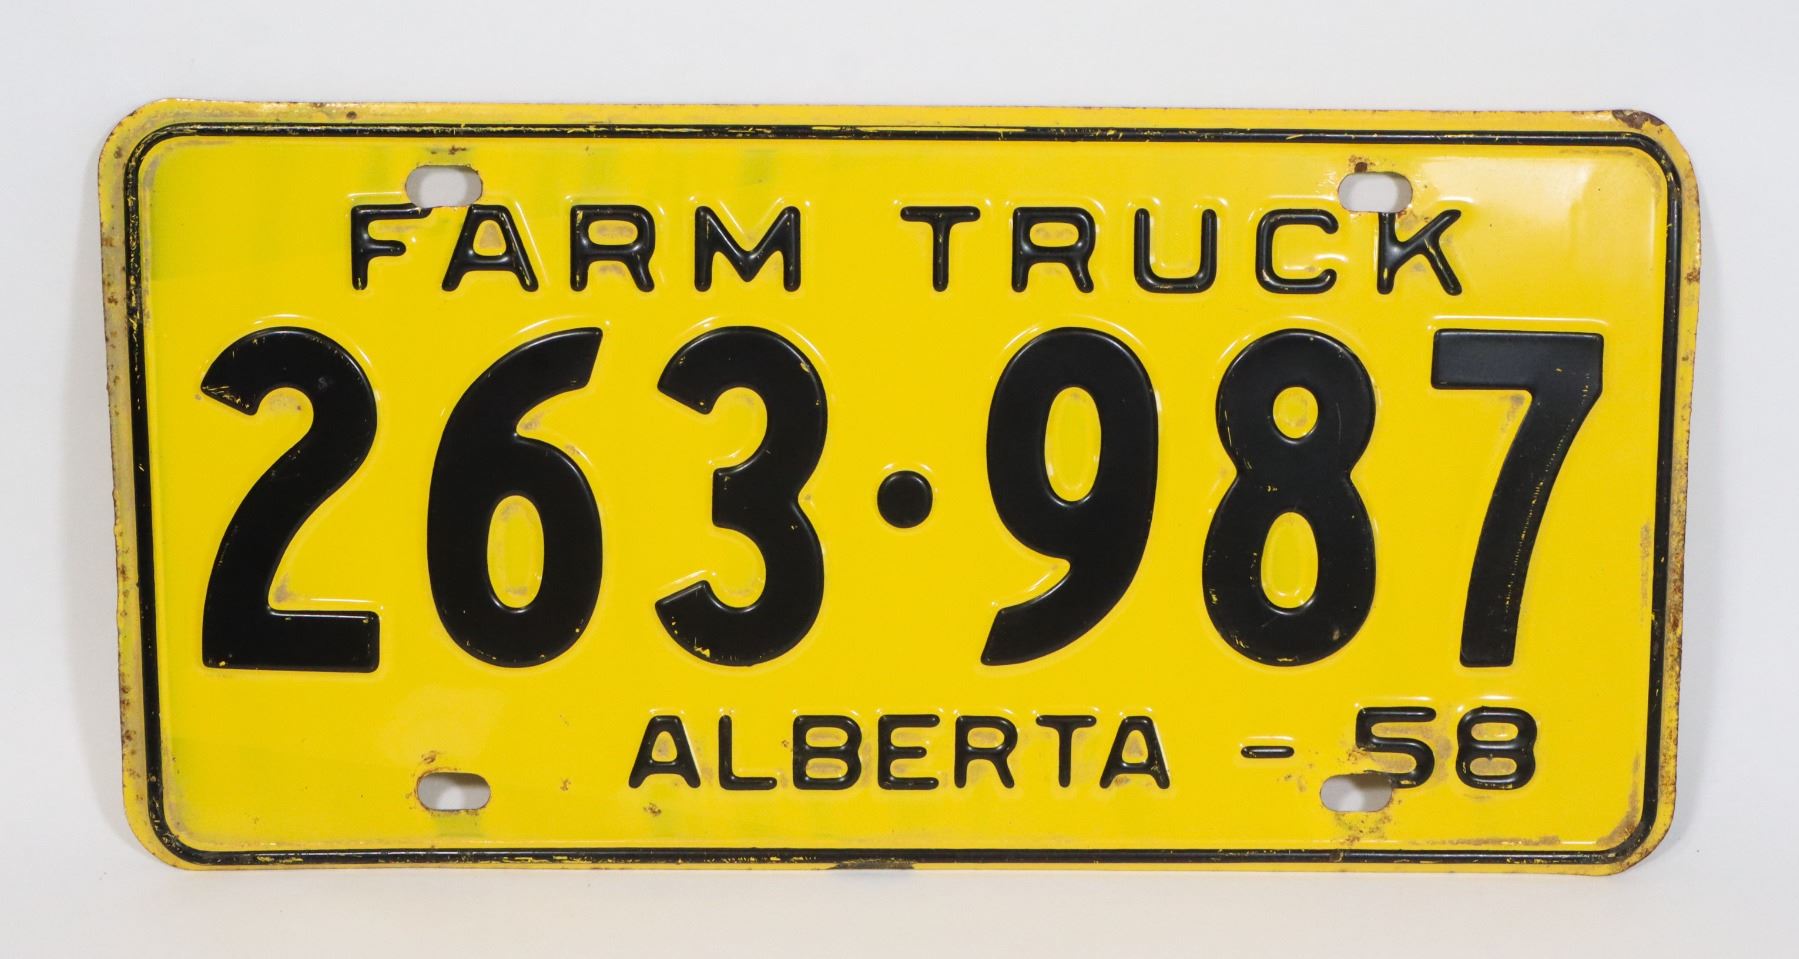 FARM TRUCK
263·987
ALBERTA - 58